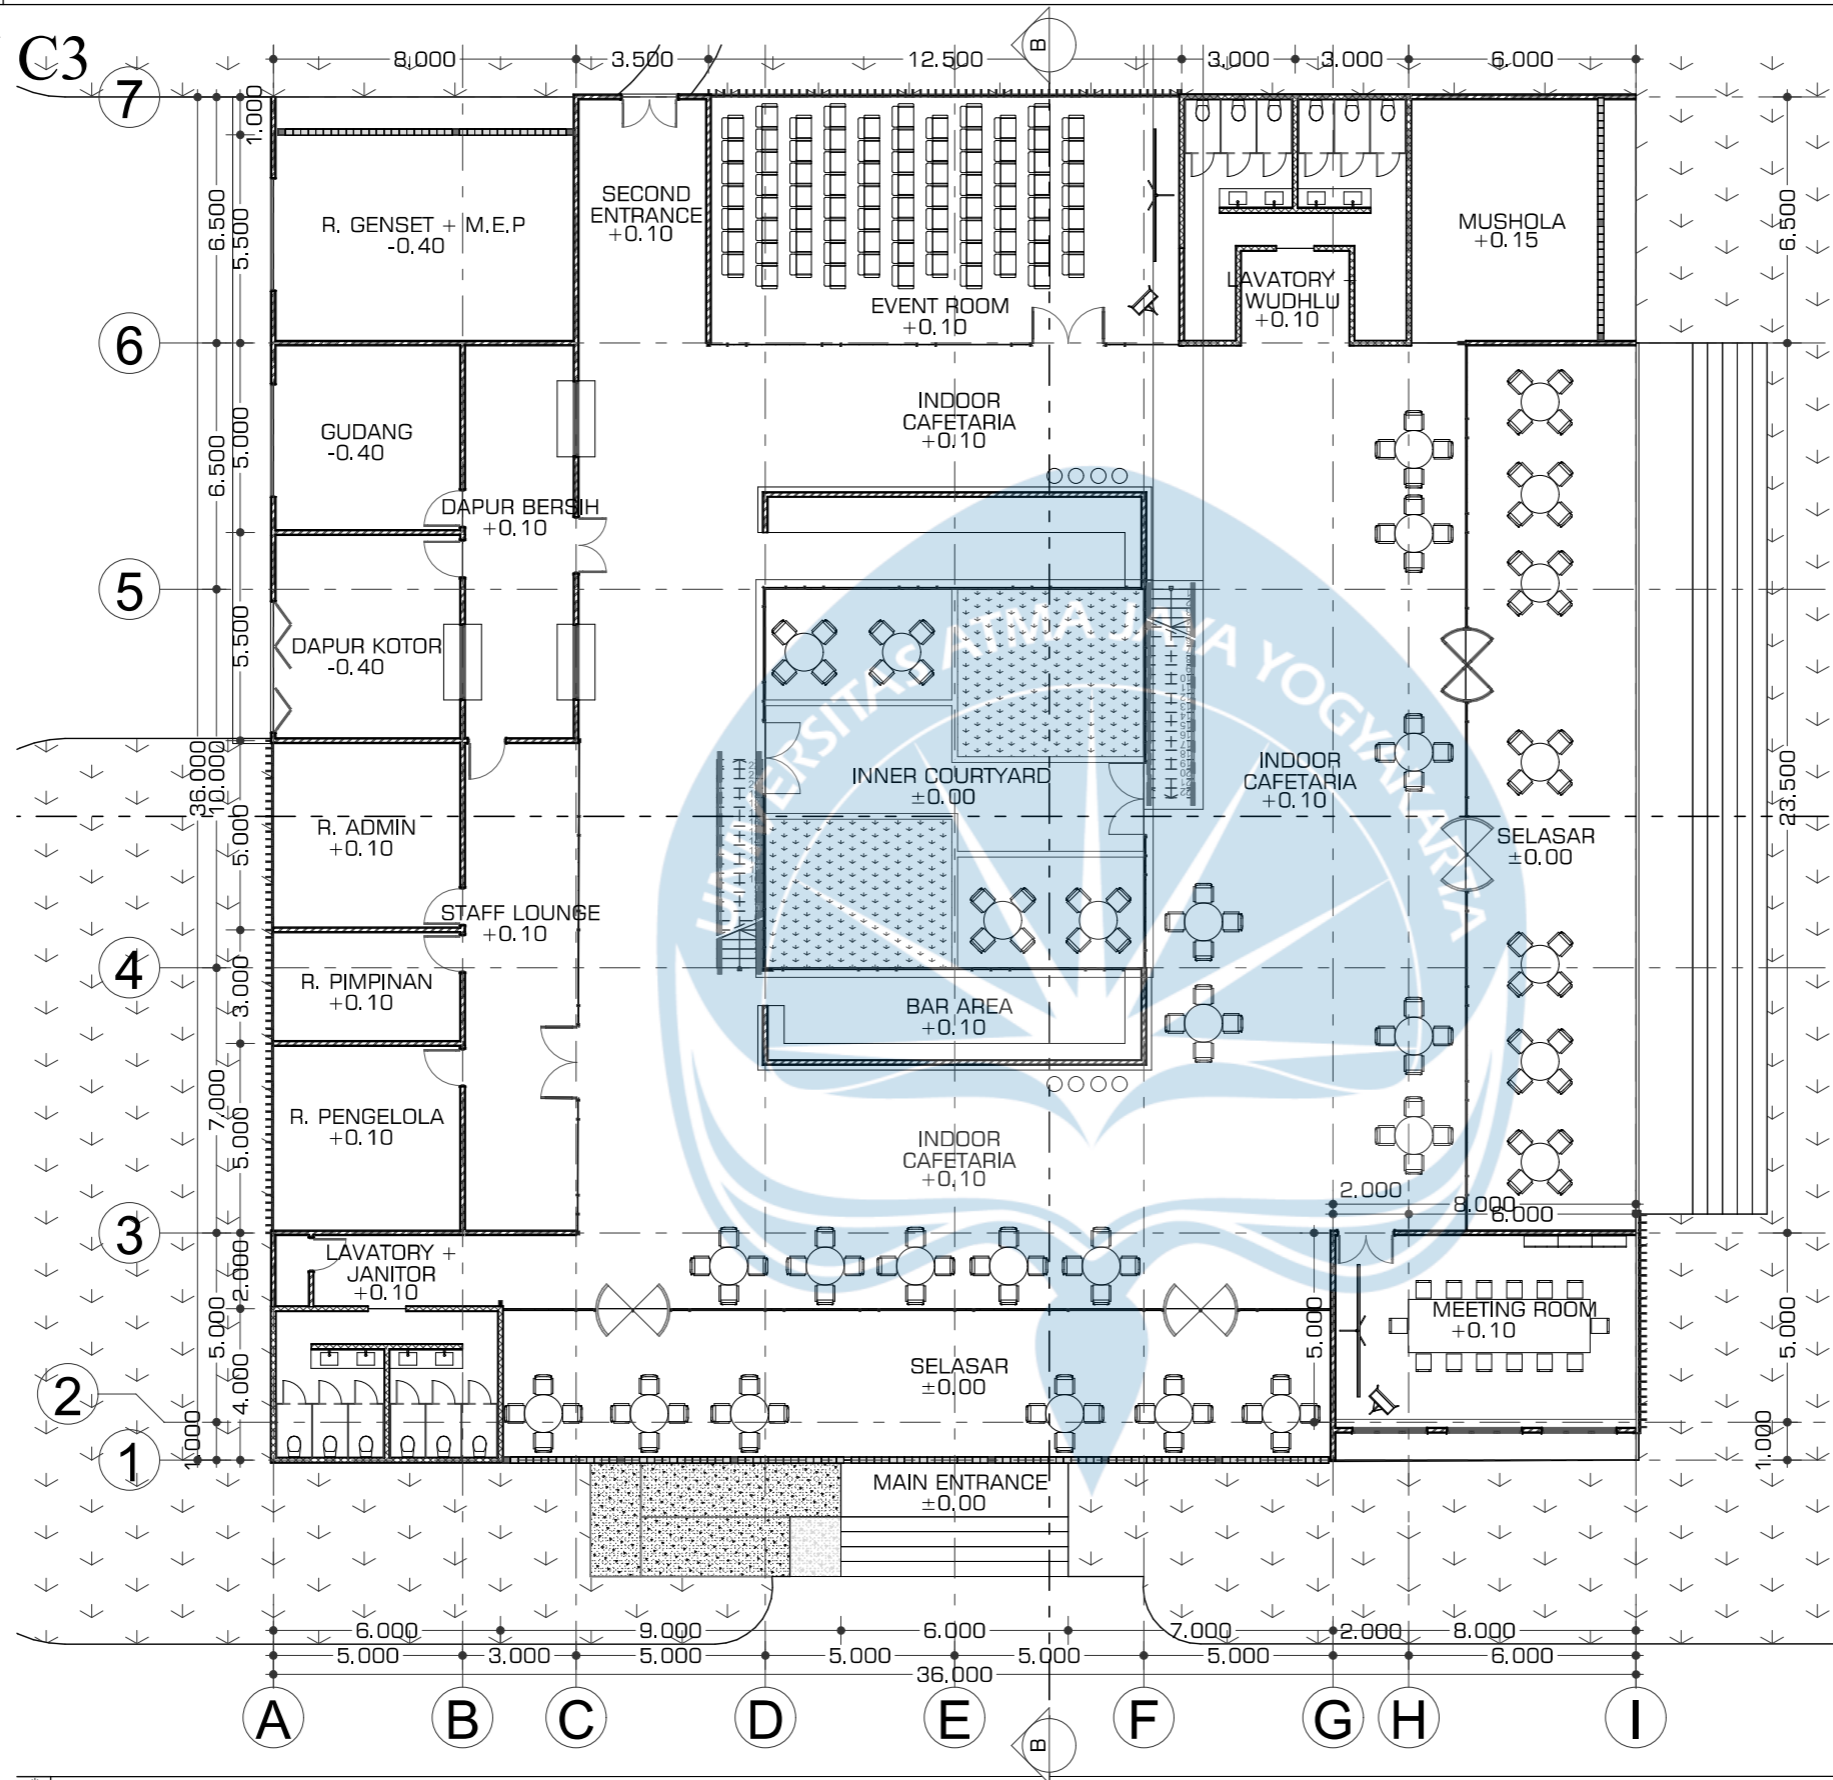 C3
8.000
3.500
12.500
B
3.000
3.000
6.000
7
1.000
6.500
5.500
R. GENSET + M.E.P
-0.40
SECOND
ENTRANCE
+0.10
EVENT ROOM
+0.10
LAVATORY +
WUDHLU
+0.10
MUSHOLA
+0.15
6.500
6
GUDANG
-0.40
6.500
5.000
DAPUR BERSIH
+0.10
INDOOR
CAFETARIA
+0.10
5
5.500
DAPUR KOTOR
-0.40
UNIVERSITAS ATMA JAYA YOGYAKARTA
36.000
10.000
INNER COURTYARD
±0.00
INDOOR
CAFETARIA
+0.10
23.500
R. ADMIN
+0.10
5.000
SELASAR
±0.00
STAFF LOUNGE
+0.10
4
R. PIMPINAN
+0.10
3.000
BAR AREA
+0.10
7.000
5.000
R. PENGELOLA
+0.10
INDOOR
CAFETARIA
+0.10
2.000
8.000
6.000
3
LAVATORY +
JANITOR
+0.10
2.000
5.000
5.000
MEETING ROOM
+0.10
5.000
SELASAR
±0.00
2
4.000
1.000
1
1.000
MAIN ENTRANCE
±0.00
6.000
9.000
6.000
7.000
2.000
8.000
5.000
3.000
5.000
5.000
5.000
5.000
6.000
36.000
A
B
C
D
E
F
G
H
I
B